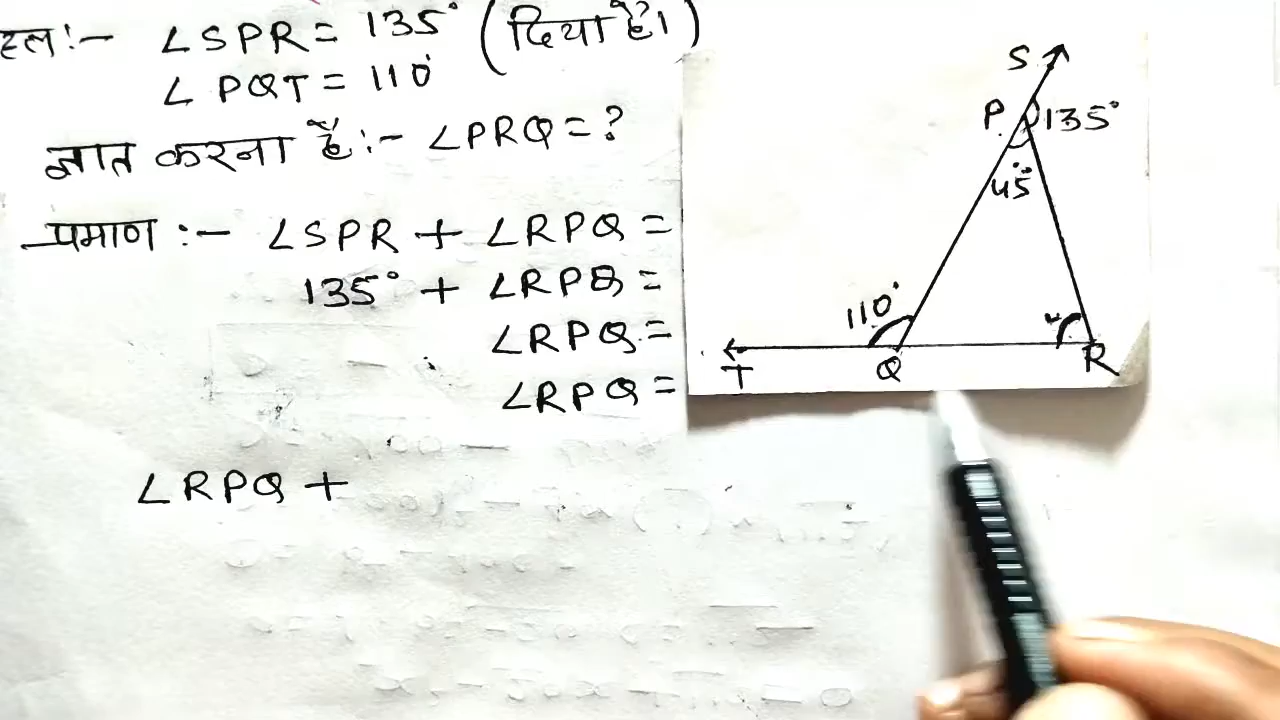 हल:- ∠SPR = 135° (दिया है।)
∠PQT = 110°
ज्ञात करना है:- ∠PRQ = ?
प्रमाण :- ∠SPR + ∠RPQ =
135° + ∠RPQ =
∠RPQ =
∠RPQ =
∠RPQ +
S
P 135°
45°
110°
T Q R